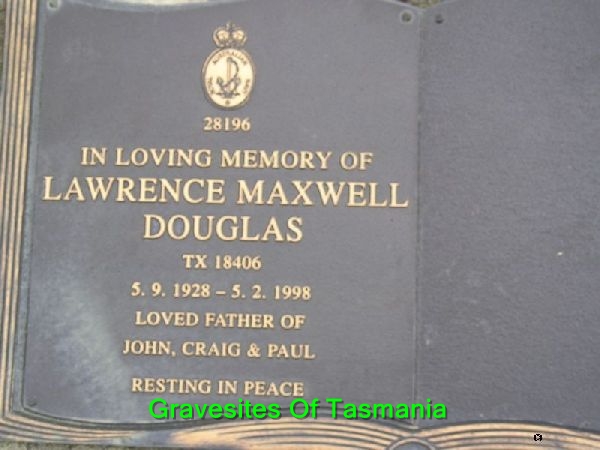 AUSTRALIAN
28196
IN LOVING MEMORY OF
LAWRENCE MAXWELL
DOUGLAS
TX 18406
5. 9. 1928 – 5. 2. 1998
LOVED FATHER OF
JOHN, CRAIG & PAUL
RESTING IN PEACE
Gravesites Of Tasmania